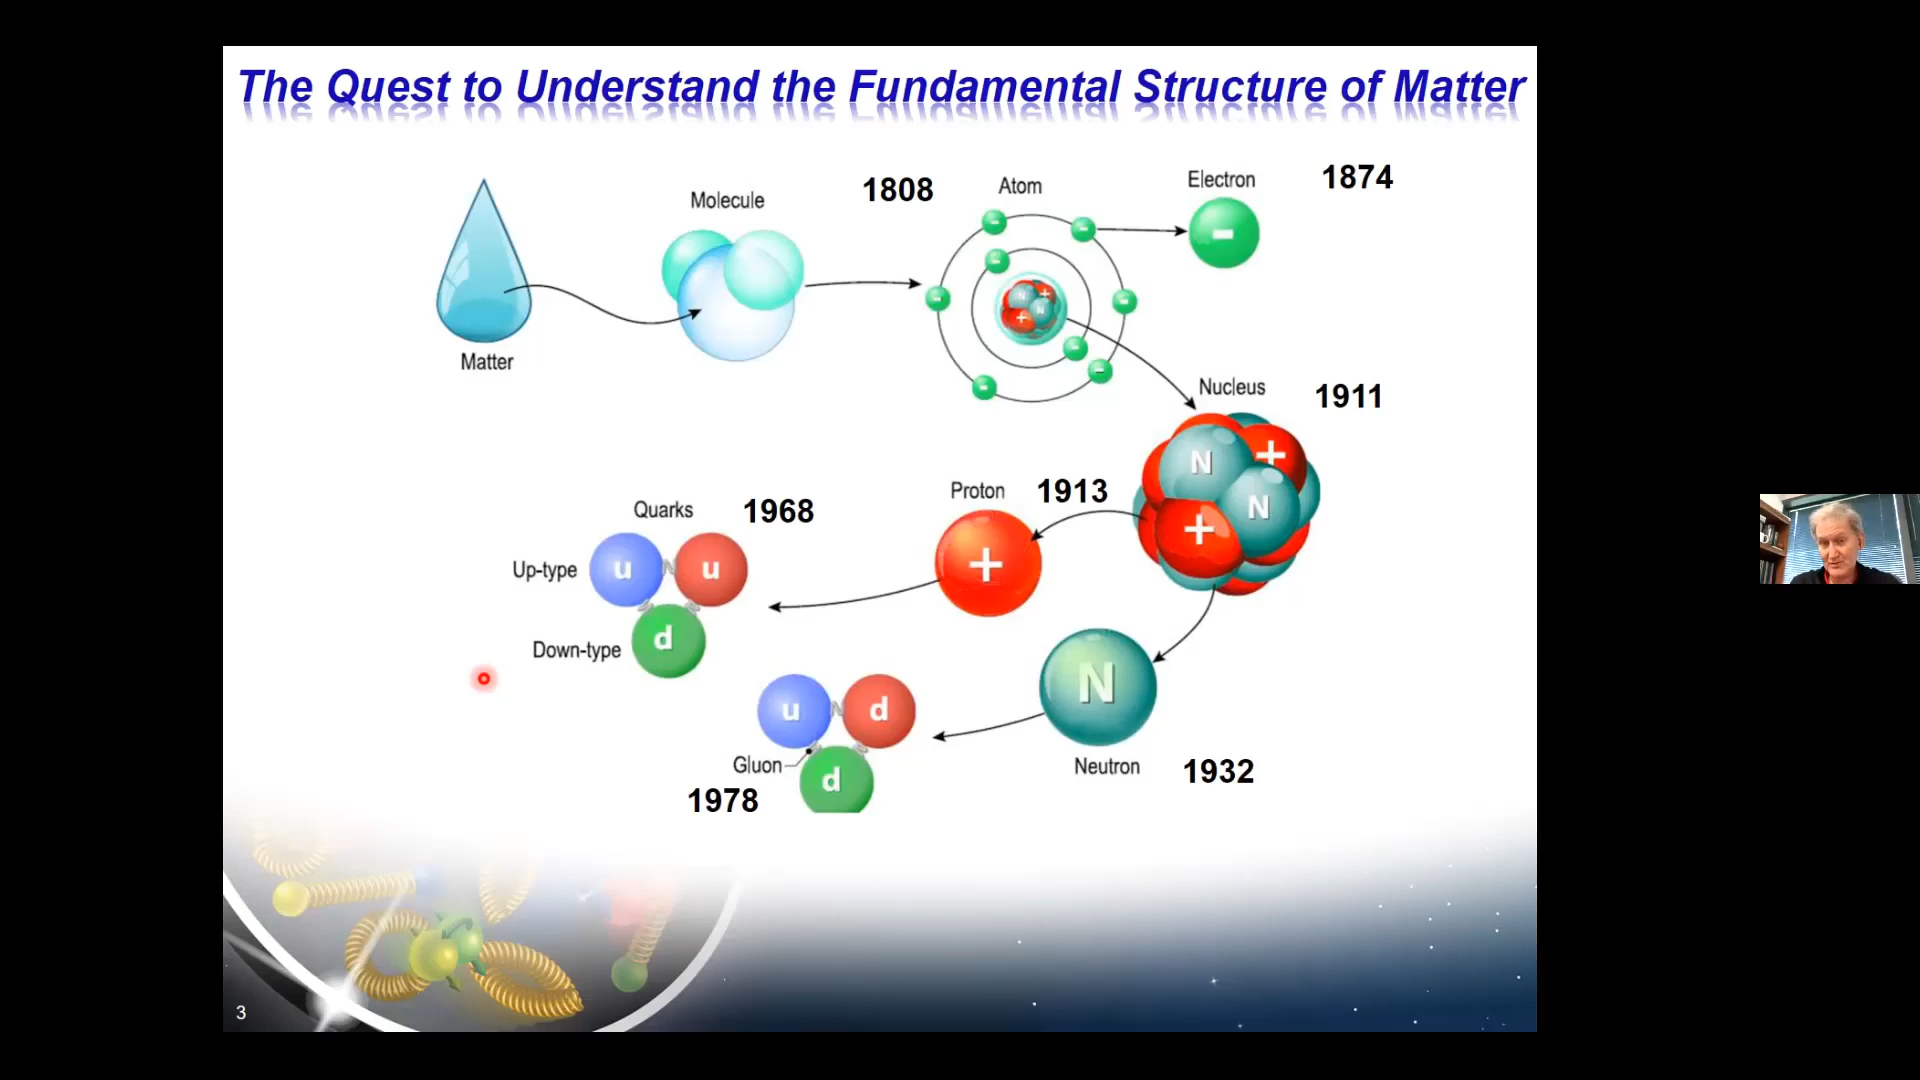 The Quest to Understand the Fundamental Structure of Matter
Matter
Molecule
1808
Atom
Electron
1874
-
-
-
-
-
-
-
-
-
N
+
+
N
Nucleus
1911
N
+
N
+
Proton
1913
+
Quarks
1968
Up-type
u
u
Down-type
d
N
Neutron
1932
u
d
Gluon
d
1978
3